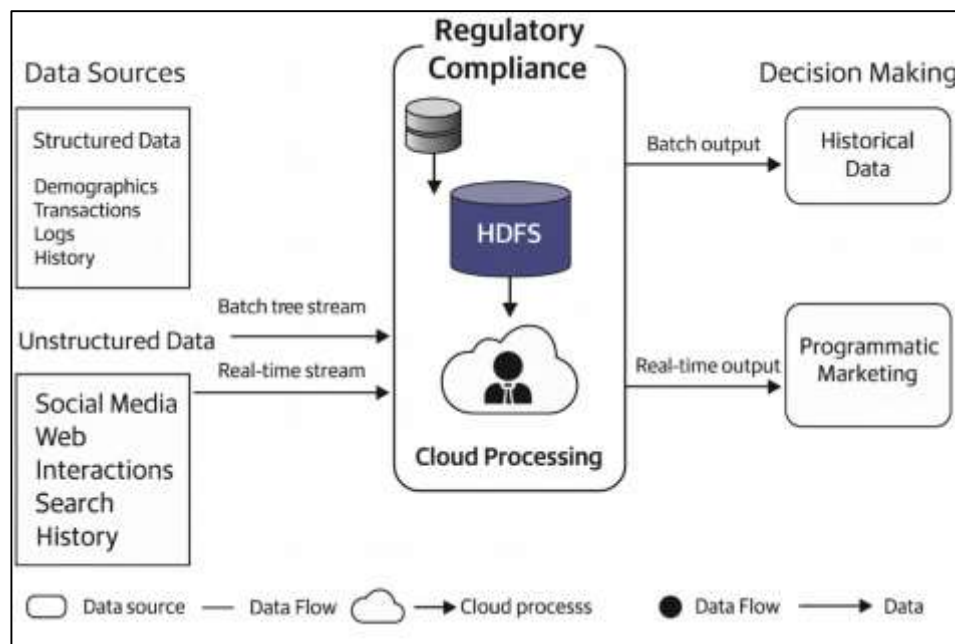 Data Sources
Structured Data
Demographics
Transactions
Logs
History
Unstructured Data
Social Media
Web
Interactions
Search
History
Batch tree stream
Real-time stream
Regulatory
Compliance
HDFS
Cloud Processing
Batch output
Real-time output
Decision Making
Historical
Data
Programmatic
Marketing
Data source
Data Flow
Cloud processs
Data Flow
Data